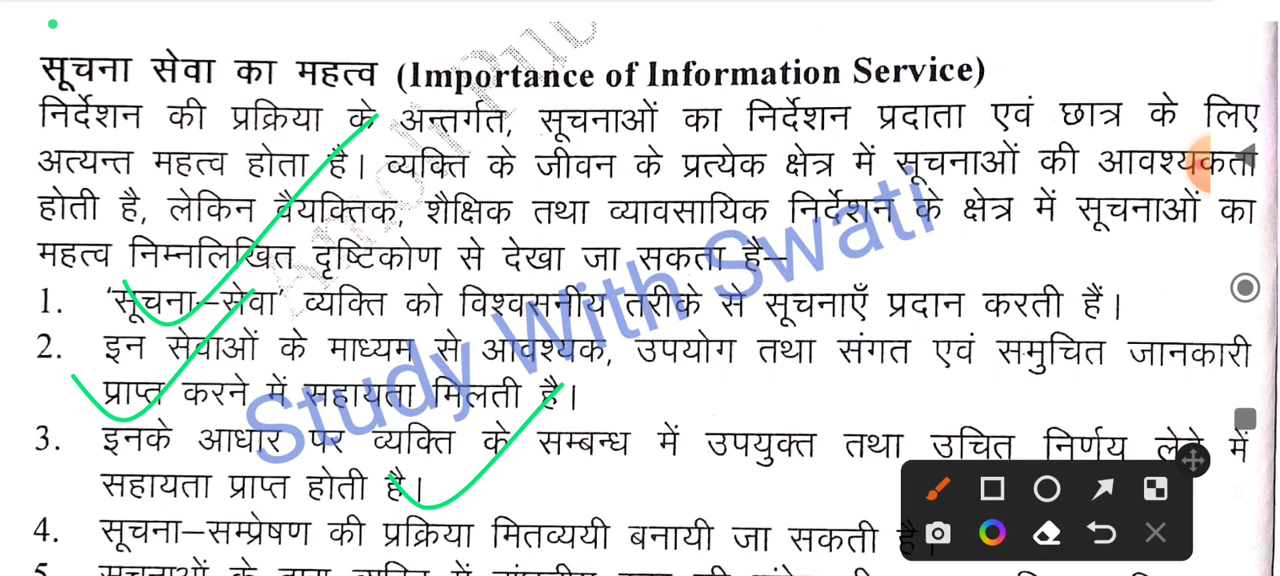 सूचना सेवा का महत्व (Importance of Information Service)
निर्देशन की प्रक्रिया के अन्तर्गत, सूचनाओं का निर्देशन प्रदाता एवं छात्र के लिए
अत्यन्त महत्व होता है। व्यक्ति के जीवन के प्रत्येक क्षेत्र में सूचनाओं की आवश्यकता
होती है, लेकिन वैयक्तिक, शैक्षिक तथा व्यावसायिक निर्देशन के क्षेत्र में सूचनाओं का
महत्व निम्नलिखित दृष्टिकोण से देखा जा सकता है–
1. 'सूचना–सेवा' व्यक्ति को विश्वसनीय तरीके से सूचनाएँ प्रदान करती हैं।
2. इन सेवाओं के माध्यम से आवश्यक, उपयोग तथा संगत एवं समुचित जानकारी
प्राप्त करने में सहायता मिलती है।
3. इनके आधार पर व्यक्ति के सम्बन्ध में उपयुक्त तथा उचित निर्णय लेने में
सहायता प्राप्त होती है।
4. सूचना–सम्प्रेषण की प्रक्रिया मितव्ययी बनायी जा सकती है।
5. सूचनाओं के द्वारा व्यक्ति में
Study With Swati